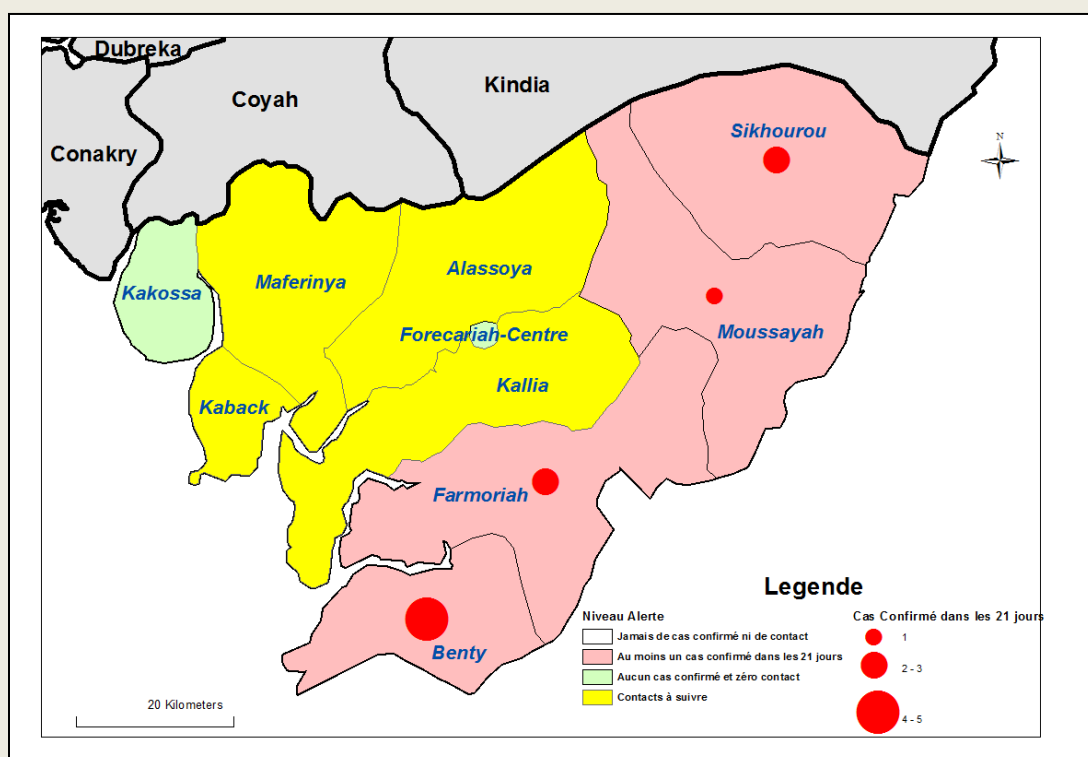 Dubreka
Coyah
Kindia
Conakry
Sikhourou
N
Alassoya
Maferinya
Kakossa
Moussayah
Forecariah-Centre
Kallia
Kaback
Farmoriah
Benty
20 Kilometers
Legende
Niveau Alerte
Jamais de cas confirmé ni de contact
Au moins un cas confirmé dans les 21 jours
Aucun cas confirmé et zéro contact
Contacts à suivre
Cas Confirmé dans les 21 jours
1
2 - 3
4 - 5